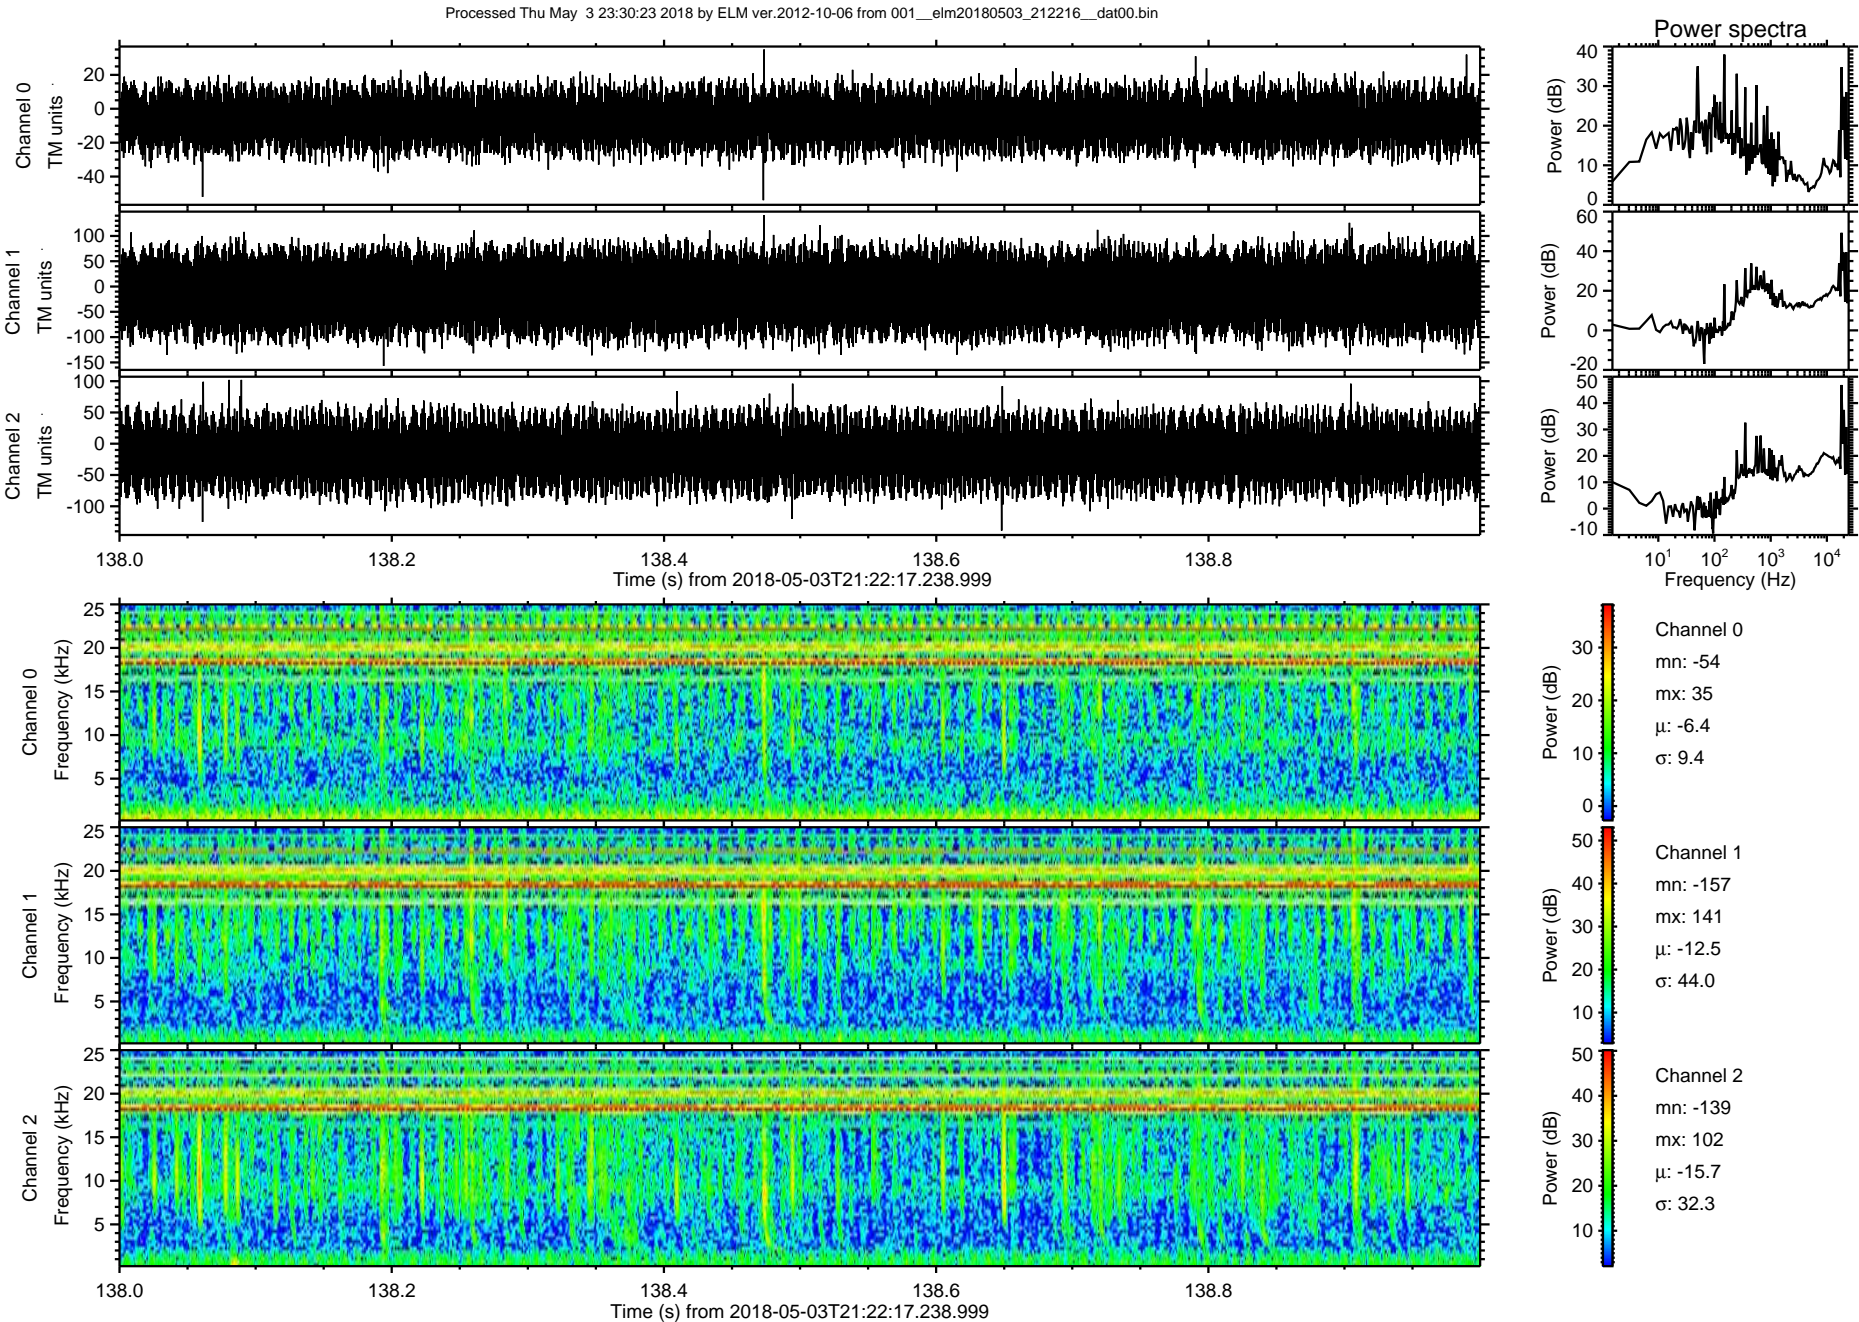 Processed Thu May  3 23:30:23 2018 by ELM ver.2012-10-06 from 001__elm20180503_212216__dat00.bin
Power spectra
Channel 0
TM units
20
0
-20
-40
Power (dB)
40
30
20
10
0
Channel 1
TM units
100
50
0
-50
-100
-150
Power (dB)
60
40
20
0
-20
Channel 2
TM units
100
50
0
-50
-100
Power (dB)
50
40
30
20
10
0
-10
138.0 138.2 138.4 138.6 138.8
Time (s) from 2018-05-03T21:22:17.238.999
10^1 10^2 10^3 10^4
Frequency (Hz)
Channel 0
Frequency (kHz)
25
20
15
10
5
Power (dB)
30
20
10
0
Channel 0
mn: -54
mx: 35
μ: -6.4
σ: 9.4
Channel 1
Frequency (kHz)
25
20
15
10
5
Power (dB)
50
40
30
20
10
Channel 1
mn: -157
mx: 141
μ: -12.5
σ: 44.0
Channel 2
Frequency (kHz)
25
20
15
10
5
Power (dB)
50
40
30
20
10
Channel 2
mn: -139
mx: 102
μ: -15.7
σ: 32.3
138.0 138.2 138.4 138.6 138.8
Time (s) from 2018-05-03T21:22:17.238.999